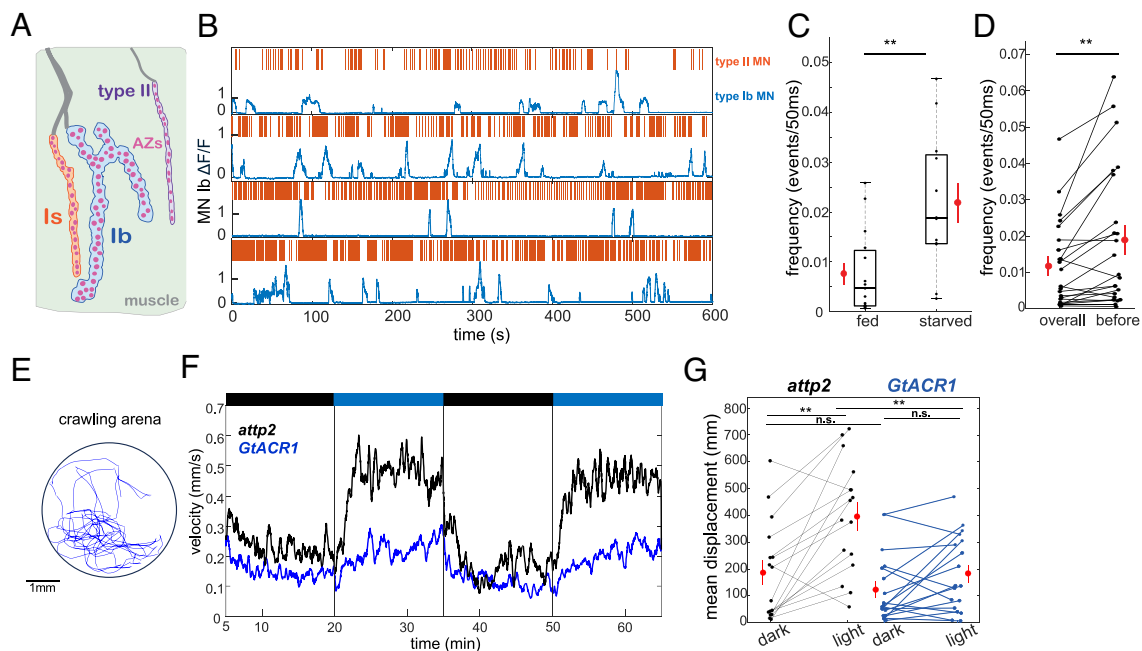 A
type II
AZs
Is
Ib
muscle
B
type II MN
type Ib MN
MN Ib ΔF/F
1
0
1
0
1
0
1
0
0
100
200
300
400
500
600
time (s)
C
**
frequency (events/50ms)
0.05
0.04
0.03
0.02
0.01
0
fed
starved
D
**
frequency (events/50ms)
0.07
0.06
0.05
0.04
0.03
0.02
0.01
0
overall
before
E
crawling arena
1mm
F
attp2
GtACR1
velocity (mm/s)
0.7
0.6
0.5
0.4
0.3
0.2
0.1
0
5
10
20
30
40
50
60
time (min)
G
attp2
GtACR1
**
**
n.s.
n.s.
mean displacement (mm)
800
700
600
500
400
300
200
100
0
dark
light
dark
light